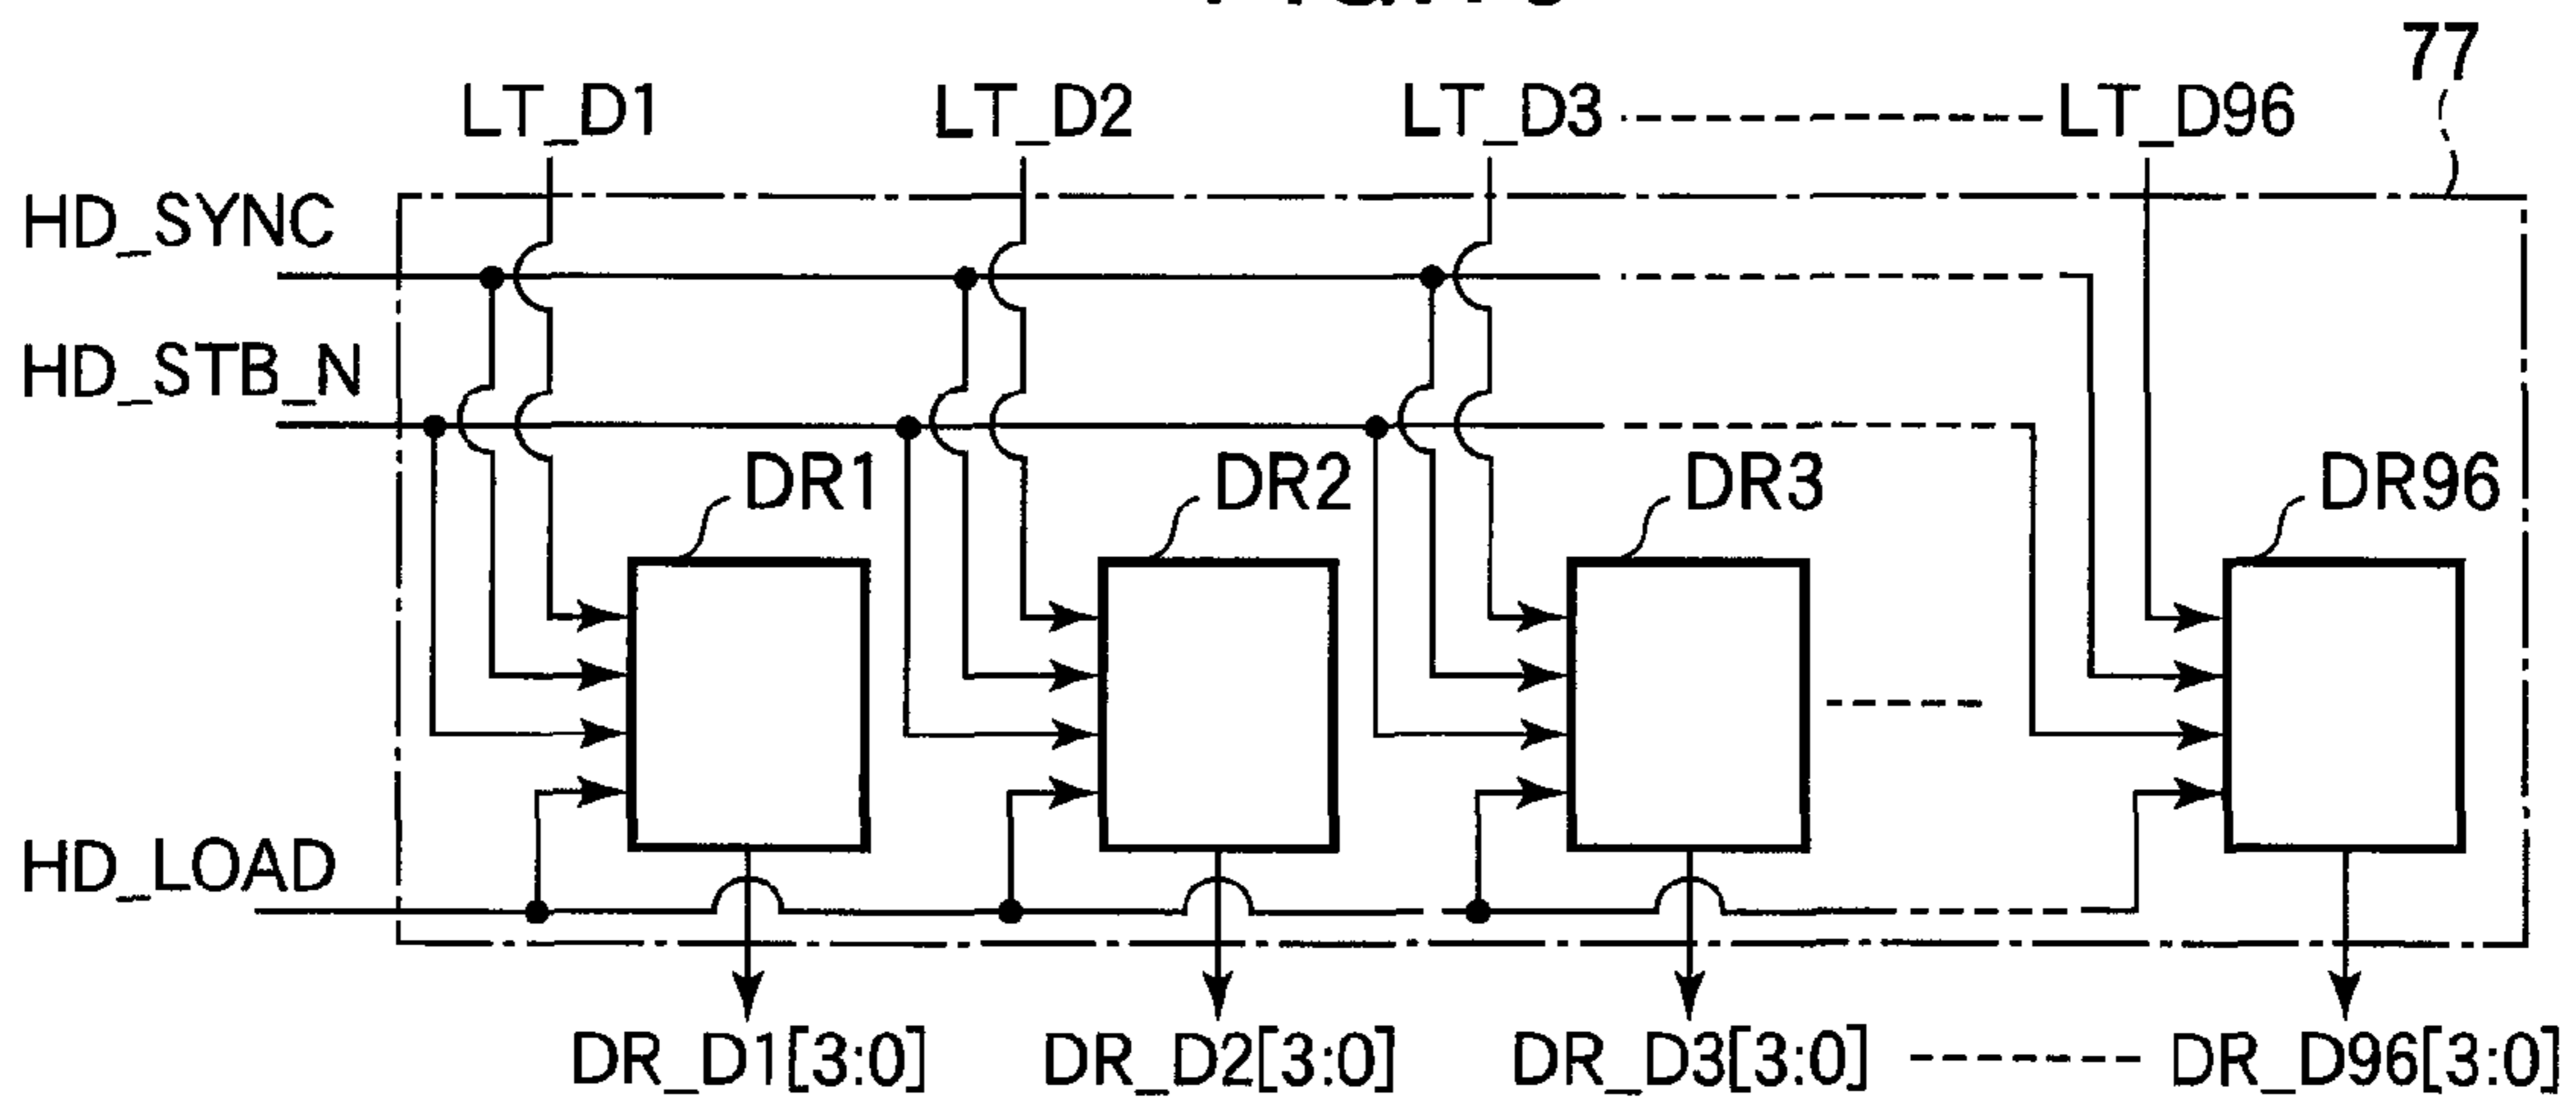 77
LT_D1 LT_D2 LT_D3 LT_D96
HD_SYNC
HD_STB_N
DR1 DR2 DR3 DR96
HD_LOAD
DR_D1[3:0] DR_D2[3:0] DR_D3[3:0] DR_D96[3:0]